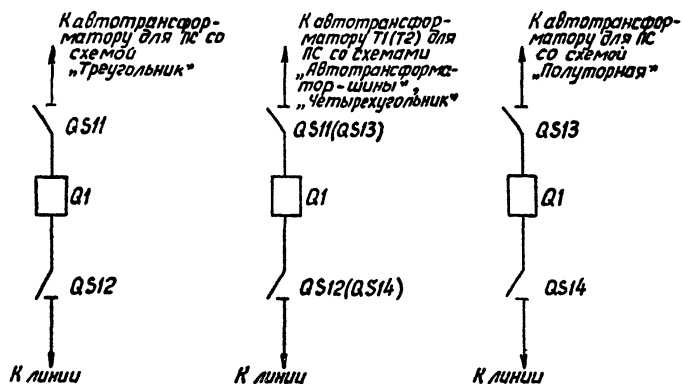 К автотрансфор-
матору для ПС со
схемой
„Треугольник"
QS11
Q1
QS12
К линии
К автотрансфор-
матору Т1(Т2) для
ПС со схемами
„Автотрансформа-
тор-шины",
„Четырехугольник"
QS11(QS13)
Q1
QS12(QS14)
К линии
К автотрансфор-
матору для ПС
со схемой
„Полуторная"
QS13
Q1
QS14
К линии